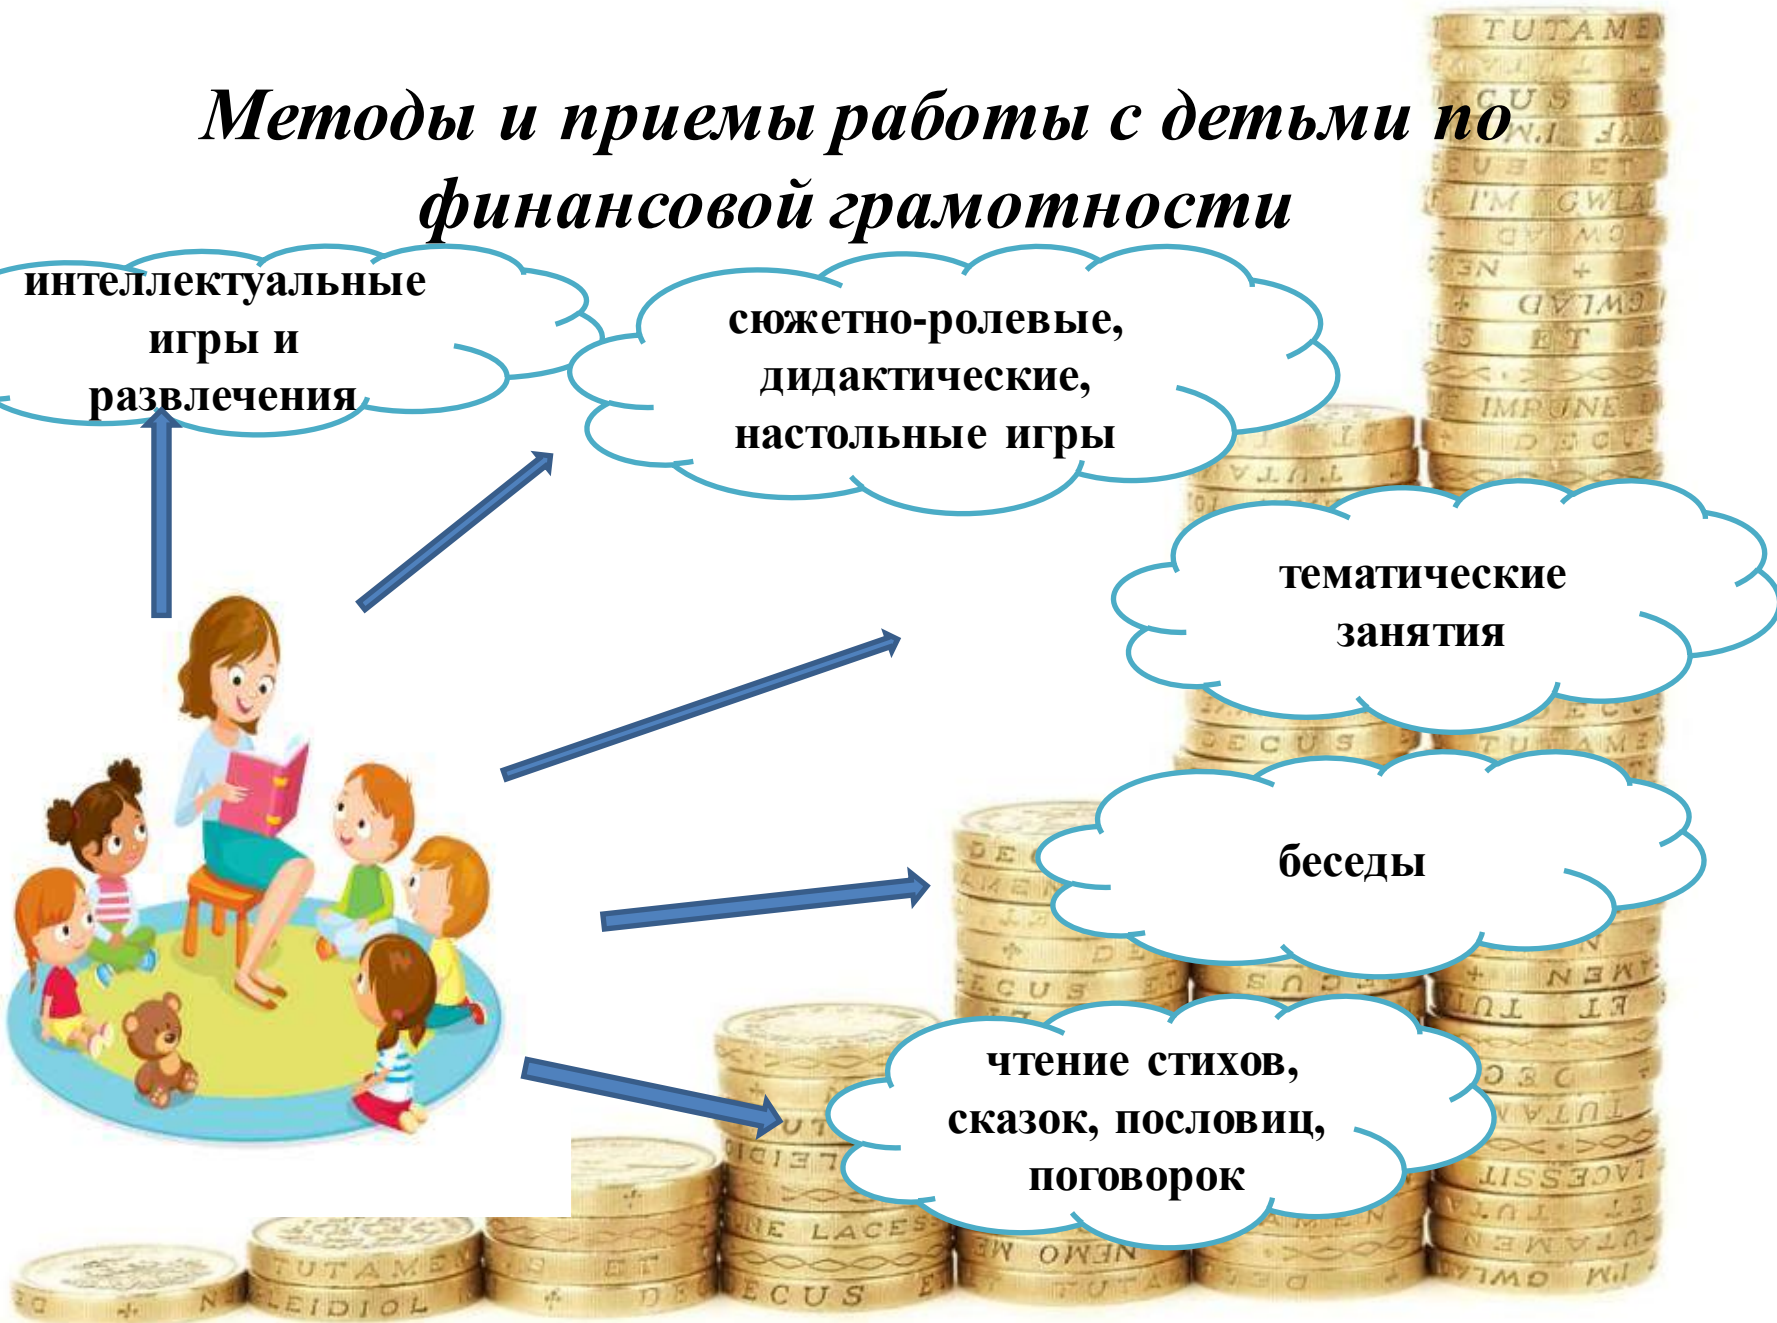 Методы и приемы работы с детьми по
финансовой грамотности
интеллектуальные
игры и
развлечения
сюжетно-ролевые,
дидактические,
настольные игры
тематические
занятия
беседы
чтение стихов,
сказок, пословиц,
поговорок